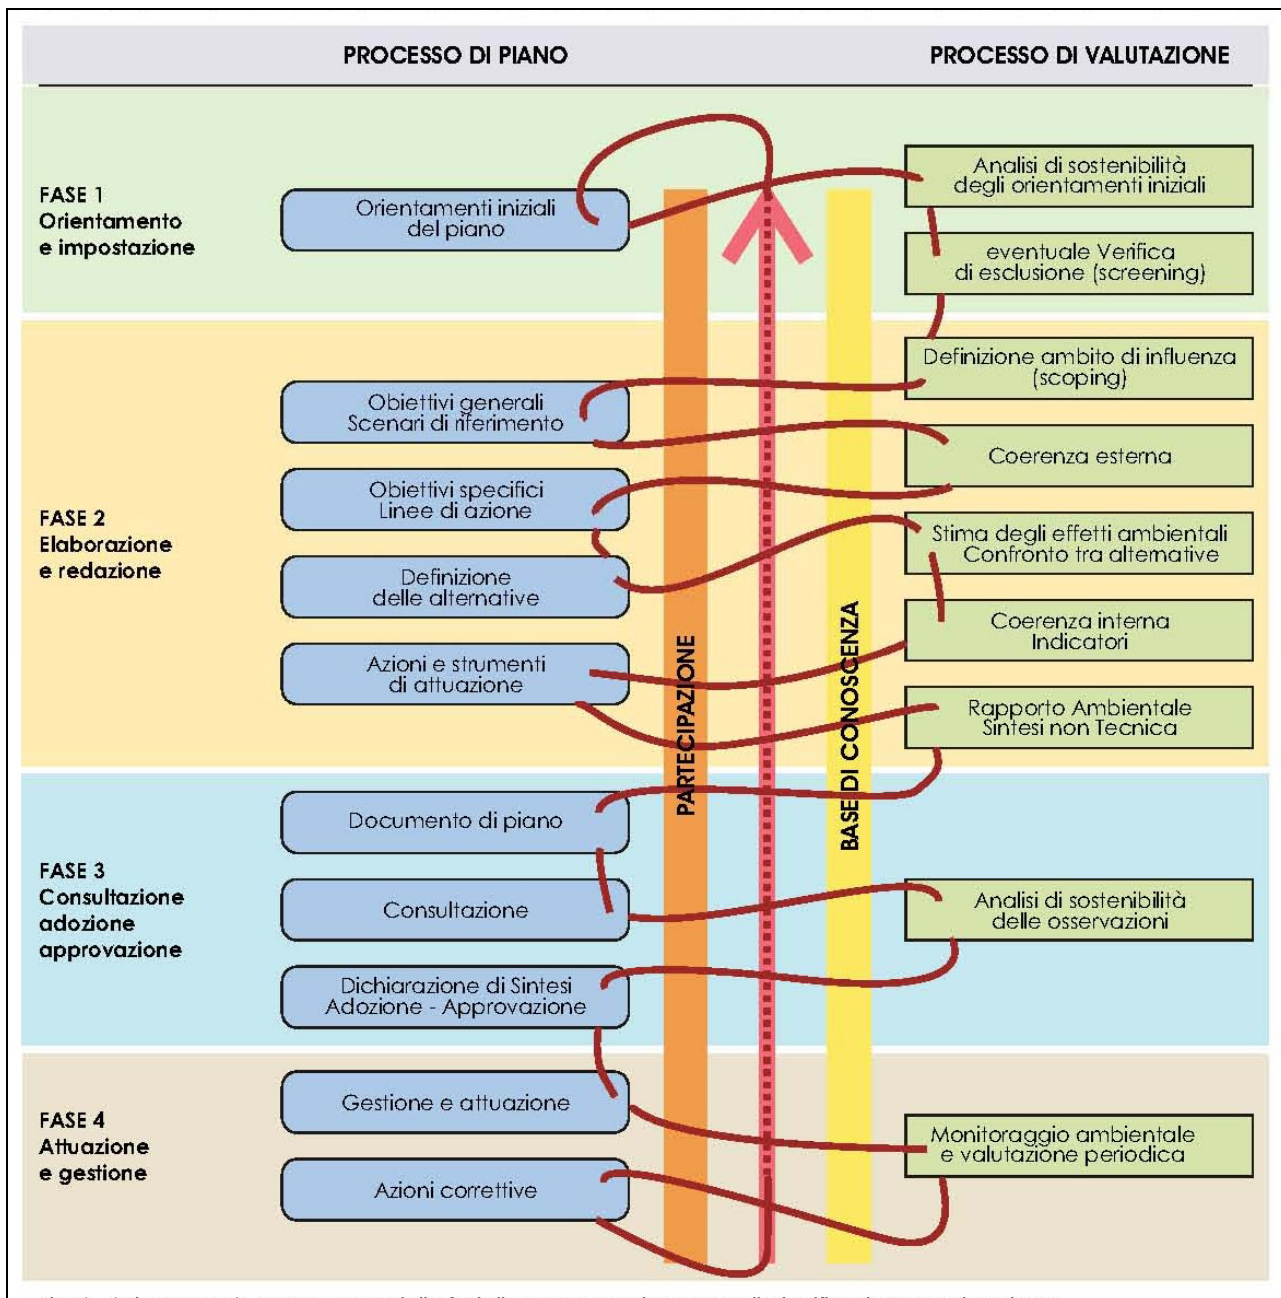 PROCESSO DI PIANO
PROCESSO DI VALUTAZIONE
FASE 1
Orientamento
e impostazione
Orientamenti iniziali
del piano
Analisi di sostenibilità
degli orientamenti iniziali
eventuale Verifica
di esclusione (screening)
FASE 2
Elaborazione
e redazione
Obiettivi generali
Scenari di riferimento
Obiettivi specifici
Linee di azione
Definizione
delle alternative
Azioni e strumenti
di attuazione
Definizione ambito di influenza
(scoping)
Coerenza esterna
Stima degli effetti ambientali
Confronto tra alternative
Coerenza interna
Indicatori
Rapporto Ambientale
Sintesi non Tecnica
PARTECIPAZIONE
BASE DI CONOSCENZA
FASE 3
Consultazione
adozione
approvazione
Documento di piano
Consultazione
Dichiarazione di Sintesi
Adozione - Approvazione
Analisi di sostenibilità
delle osservazioni
FASE 4
Attuazione
e gestione
Gestione e attuazione
Azioni correttive
Monitoraggio ambientale
e valutazione periodica